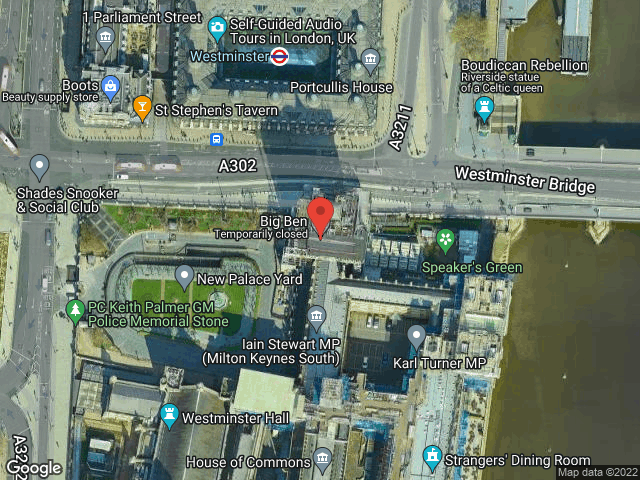 1 Parliament Street
Self-Guided Audio
Tours in London, UK
Westminster
Portcullis House
Boots
Beauty supply store
St Stephen's Tavern
Boudiccan Rebellion
Riverside statue
of a Celtic queen
A3211
A302
Westminster Bridge
Shades Snooker
& Social Club
Big Ben
Temporarily closed
Speaker's Green
New Palace Yard
PC Keith Palmer GM
Police Memorial Stone
Iain Stewart MP
(Milton Keynes South)
Karl Turner MP
Westminster Hall
House of Commons
Strangers' Dining Room
Google
Map data ©2022